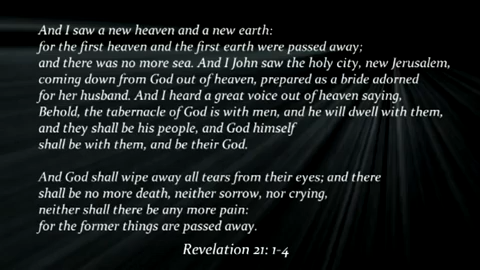 And I saw a new heaven and a new earth:
for the first heaven and the first earth were passed away;
and there was no more sea. And I John saw the holy city, new Jerusalem,
coming down from God out of heaven, prepared as a bride adorned
for her husband. And I heard a great voice out of heaven saying,
Behold, the tabernacle of God is with men, and he will dwell with them,
and they shall be his people, and God himself
shall be with them, and be their God.
And God shall wipe away all tears from their eyes; and there
shall be no more death, neither sorrow, nor crying,
neither shall there be any more pain:
for the former things are passed away.
Revelation 21: 1-4